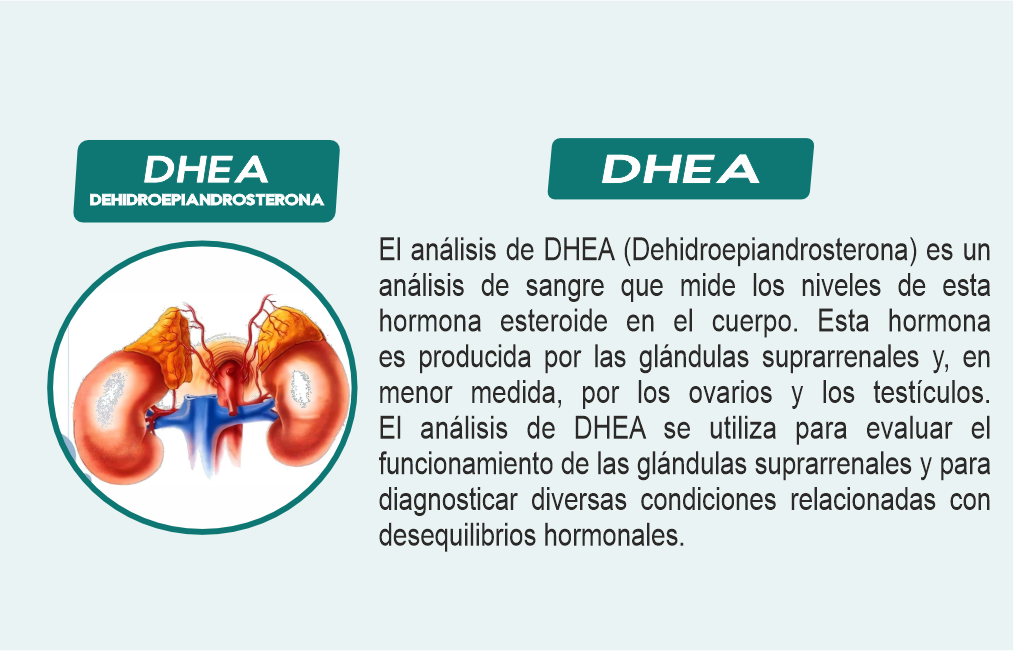 DHEA
DEHIDROEPIANDROSTERONA
DHEA
El análisis de DHEA (Dehidroepiandrosterona) es un
análisis de sangre que mide los niveles de esta
hormona esteroide en el cuerpo. Esta hormona
es producida por las glándulas suprarrenales y, en
menor medida, por los ovarios y los testículos.
El análisis de DHEA se utiliza para evaluar el
funcionamiento de las glándulas suprarrenales y para
diagnosticar diversas condiciones relacionadas con
desequilibrios hormonales.